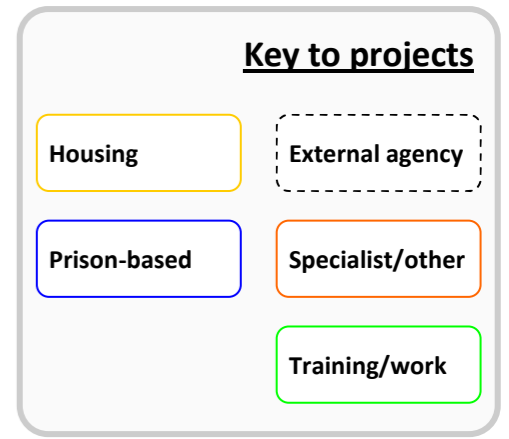 Key to projects
Housing
External agency
Prison-based
Specialist/other
Training/work